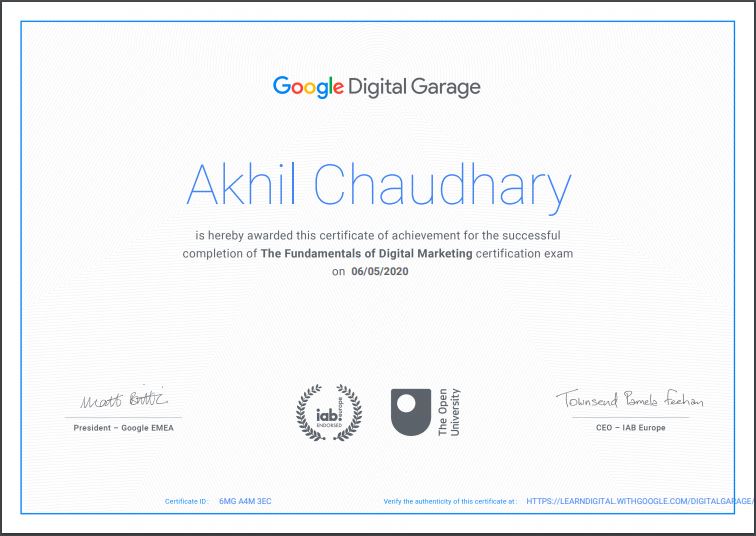 Google Digital Garage
Akhil Chaudhary
is hereby awarded this certificate of achievement for the successful
completion of The Fundamentals of Digital Marketing certification exam
on 06/05/2020
Matt Brittin
Townsend Pamela Feehan
iab.europe
ENDORSED
The Open
University
President – Google EMEA
CEO – IAB Europe
Certificate ID: 6MG A4M 3EC
Verify the authenticity of this certificate at: HTTPS://LEARNDIGITAL.WITHGOOGLE.COM/DIGITALGARAGE/